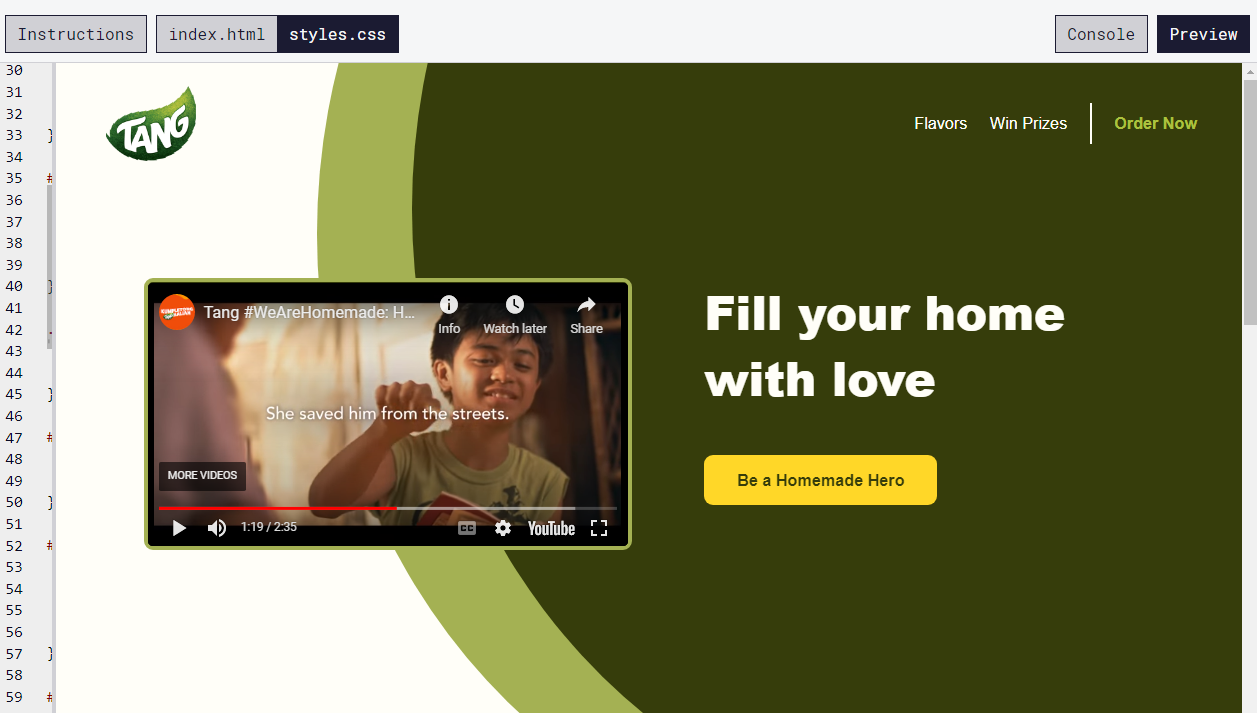 Instructions
index.html
styles.css
Console
Preview
30
31
32
33 }
34
35 #
36
37
38
39
40 }
41
42 .
43
44
45 }
46
47 #
48
49
50 }
51
52 #
53
54
55
56
57 }
58
59 #
TANG
Flavors
Win Prizes
Order Now
Tang #WeAreHomemade: H...
Info
Watch later
Share
She saved him from the streets.
MORE VIDEOS
1:19 / 2:35
CC
YouTube
Fill your home
with love
Be a Homemade Hero